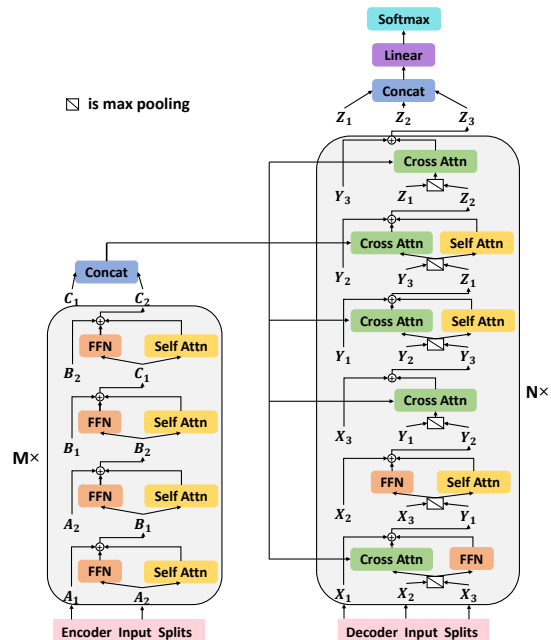 Softmax
Linear
Concat
Z₁ Z₂ Z₃
is max pooling
Cross Attn
Y₃ Z₁ Z₂
Cross Attn Self Attn
Y₂ Y₃ Z₁
Cross Attn Self Attn
Y₁ Y₂ Y₃
Cross Attn
X₃ Y₁ Y₂
FFN Self Attn
X₂ X₃ Y₁
Cross Attn FFN
X₁ X₂ X₃
Decoder Input Splits
N×
Concat
C₁ C₂
FFN Self Attn
B₂ C₁
FFN Self Attn
B₁ B₂
FFN Self Attn
A₂ B₁
FFN Self Attn
A₁ A₂
Encoder Input Splits
M×